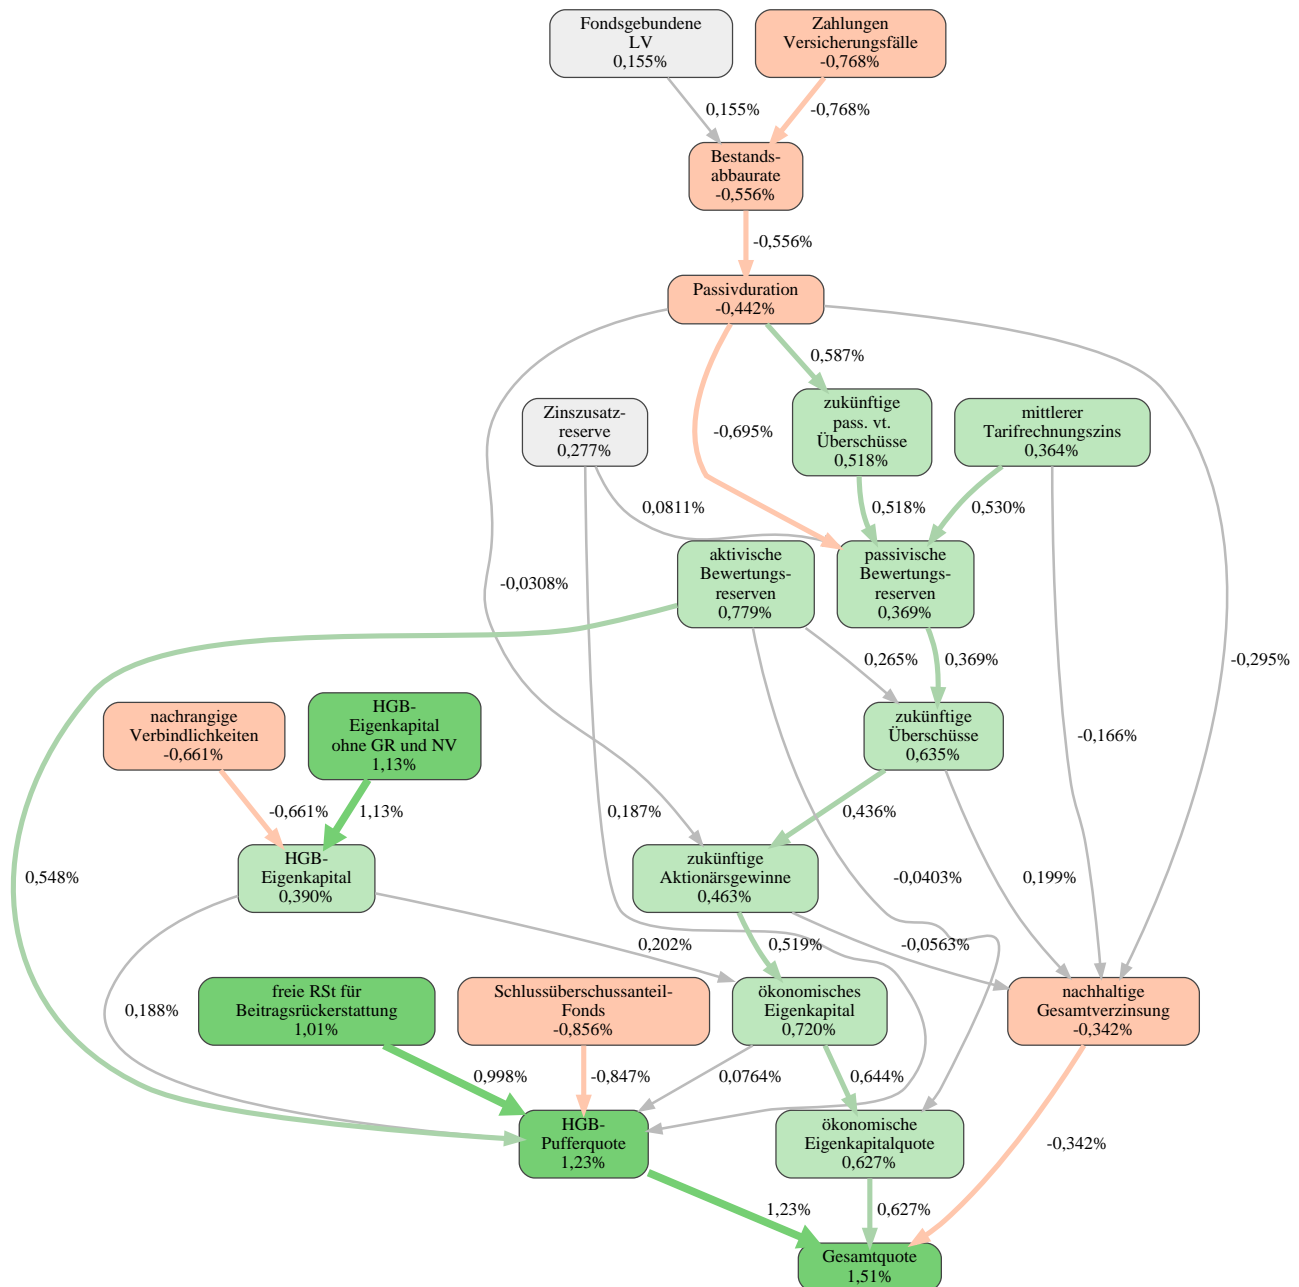 Fondsgebundene
LV
0,155%
Zahlungen
Versicherungsfälle
-0,768%
0,155%
-0,768%
Bestands-
abbaurate
-0,556%
-0,556%
Passivduration
-0,442%
0,587%
Zinszusatz-
reserve
0,277%
-0,695%
zukünftige
pass. vt.
Überschüsse
0,518%
mittlerer
Tarifrechnungszins
0,364%
0,0811%
0,518%
0,530%
-0,0308%
aktivische
Bewertungs-
reserven
0,779%
passivische
Bewertungs-
reserven
0,369%
0,265%
0,369%
-0,295%
nachrangige
Verbindlichkeiten
-0,661%
HGB-
Eigenkapital
ohne GR und NV
1,13%
zukünftige
Überschüsse
0,635%
-0,166%
-0,661%
1,13%
0,187%
0,436%
HGB-
Eigenkapital
0,390%
zukünftige
Aktionärsgewinne
0,463%
0,548%
-0,0403%
0,199%
0,202%
0,519%
-0,0563%
0,188%
freie RSt für
Beitragsrückerstattung
1,01%
Schlussüberschussanteil-
Fonds
-0,856%
ökonomisches
Eigenkapital
0,720%
nachhaltige
Gesamtverzinsung
-0,342%
0,998%
-0,847%
0,0764%
0,644%
HGB-
Pufferquote
1,23%
ökonomische
Eigenkapitalquote
0,627%
-0,342%
1,23%
0,627%
Gesamtquote
1,51%